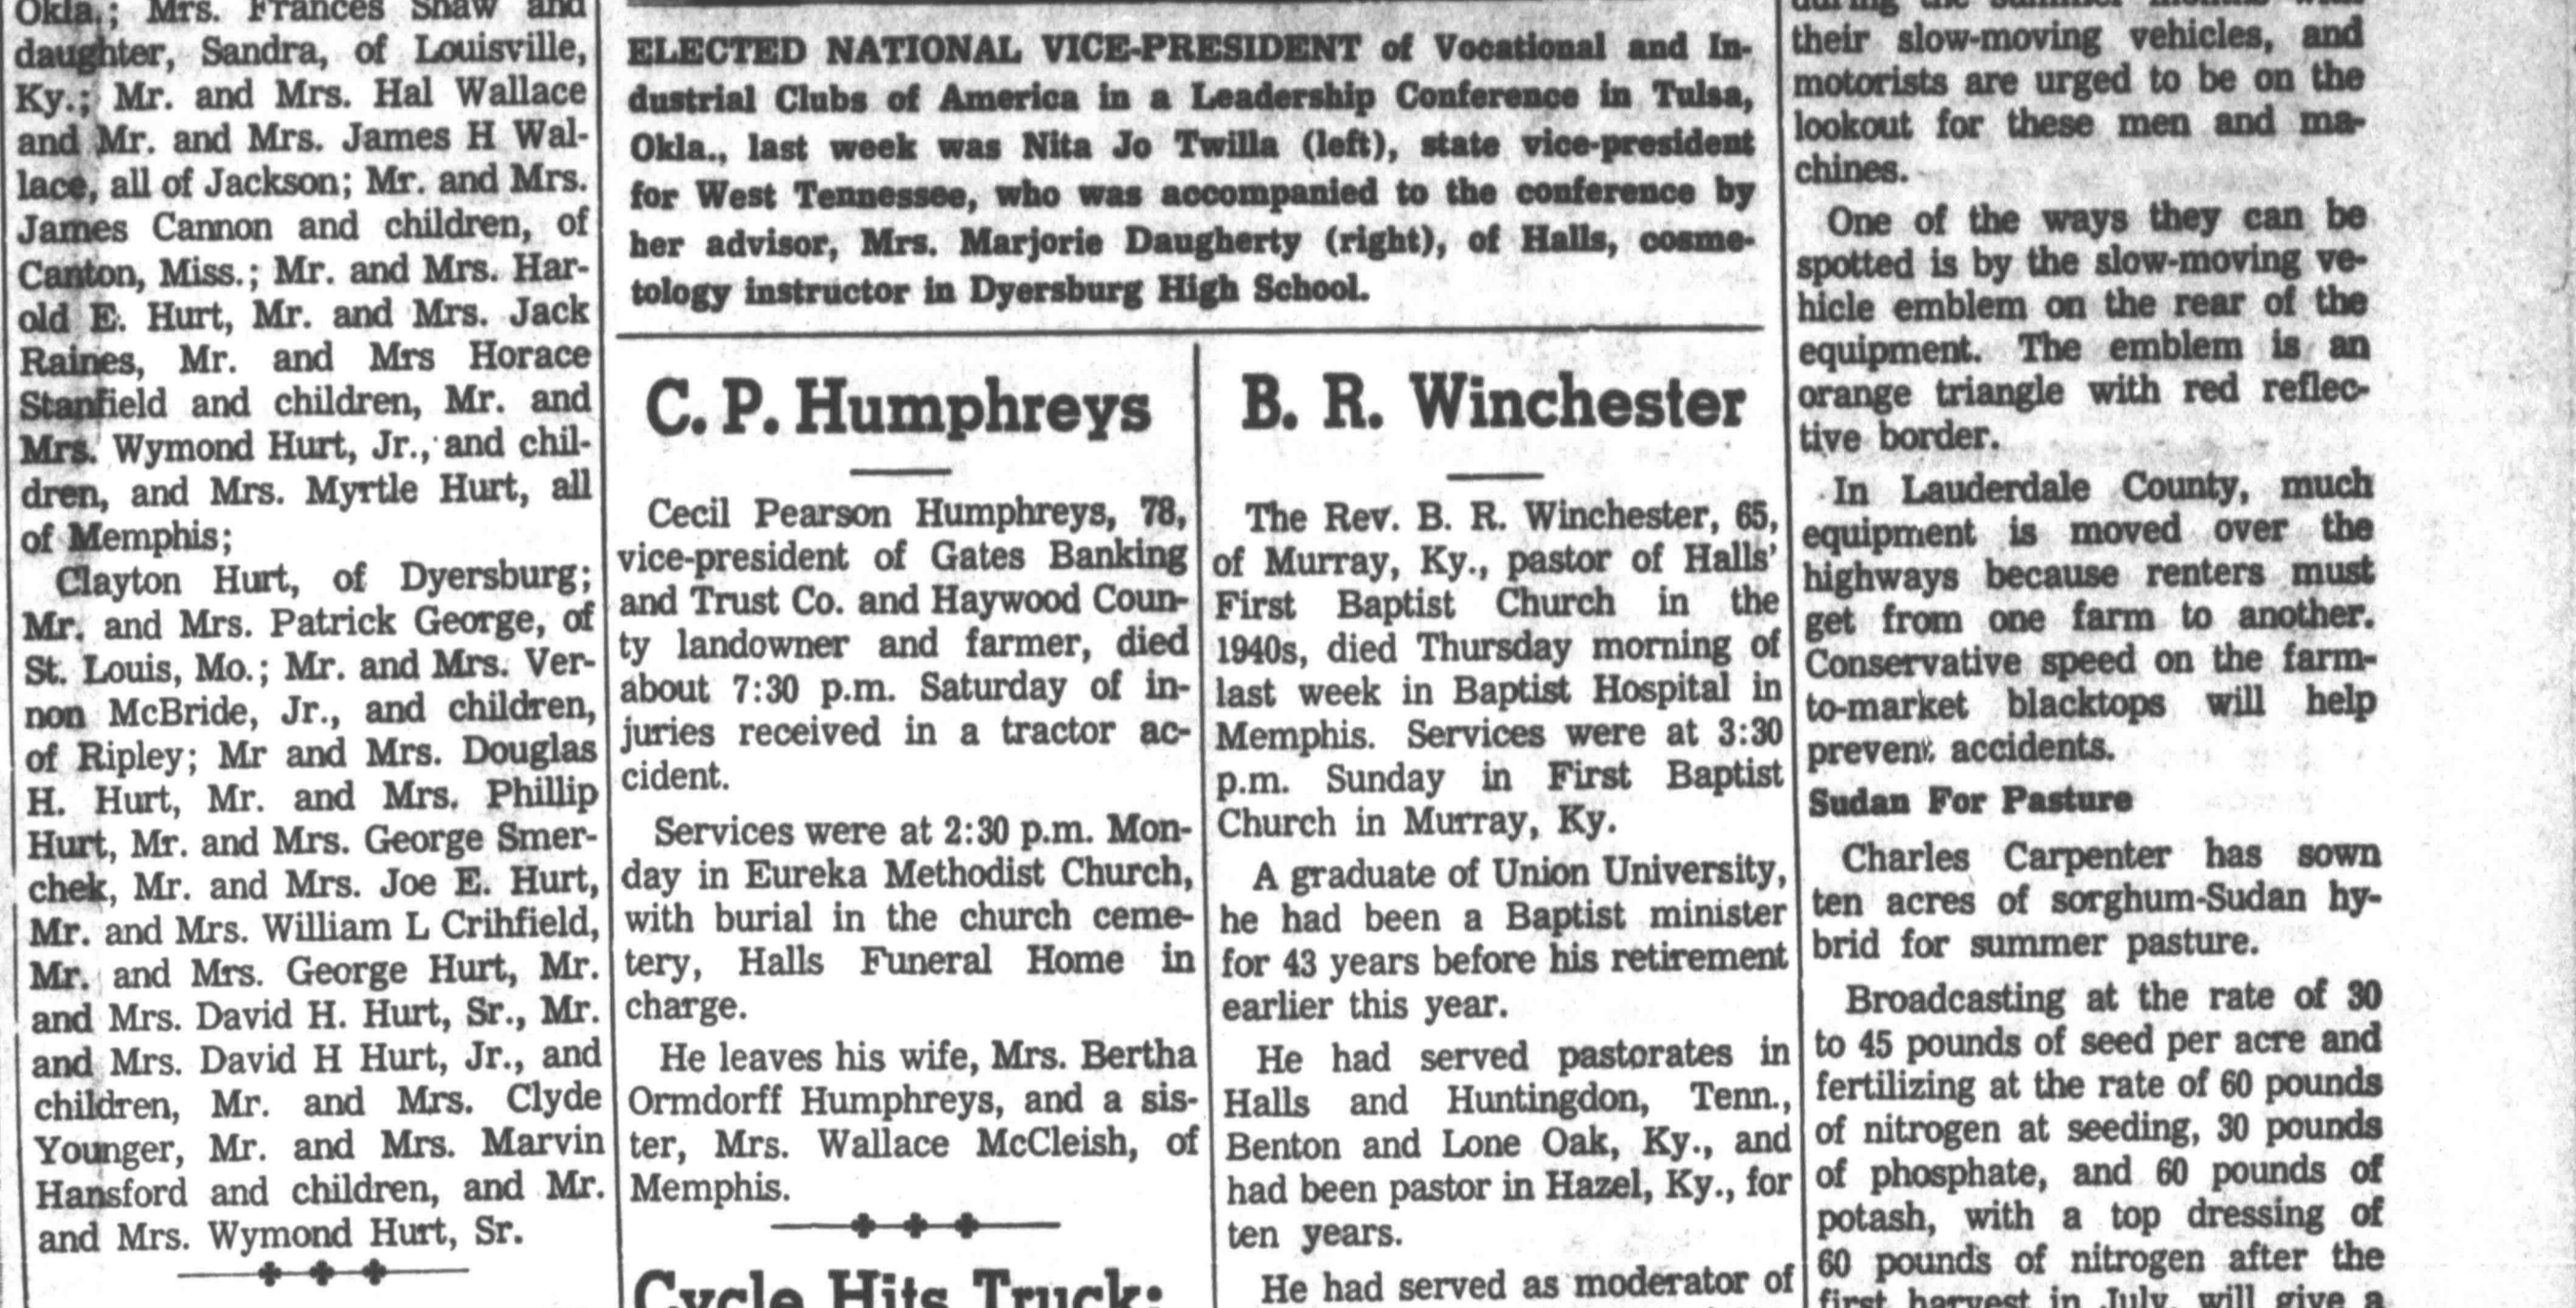 Okla.; Mrs. Frances Shaw and
daughter, Sandra, of Louisville,
Ky.; Mr. and Mrs. Hal Wallace
and Mr. and Mrs. James H Wal-
lace, all of Jackson; Mr. and Mrs.
James Cannon and children, of
Canton, Miss.; Mr. and Mrs. Har-
old E. Hurt, Mr. and Mrs. Jack
Raines, Mr. and Mrs Horace
Stanfield and children, Mr. and
Mrs. Wymond Hurt, Jr., and chil-
dren, and Mrs. Myrtle Hurt, all
of Memphis;
Clayton Hurt, of Dyersburg;
Mr. and Mrs. Patrick George, of
St. Louis, Mo.; Mr. and Mrs. Ver-
non McBride, Jr., and children,
of Ripley; Mr and Mrs. Douglas
H. Hurt, Mr. and Mrs. Phillip
Hurt, Mr. and Mrs. George Smer-
chek, Mr. and Mrs. Joe E. Hurt,
Mr. and Mrs. William L Crihfield,
Mr. and Mrs. George Hurt, Mr.
and Mrs. David H. Hurt, Sr., Mr.
and Mrs. David H Hurt, Jr., and
children, Mr. and Mrs. Clyde
Younger, Mr. and Mrs. Marvin
Hansford and children, and Mr.
and Mrs. Wymond Hurt, Sr.
ELECTED NATIONAL VICE-PRESIDENT of Vocational and In-
dustrial Clubs of America in a Leadership Conference in Tulsa,
Okla., last week was Nita Jo Twilla (left), state vice-president
for West Tennessee, who was accompanied to the conference by
her advisor, Mrs. Marjorie Daugherty (right), of Halls, cosme-
tology instructor in Dyersburg High School.
C. P. Humphreys
Cecil Pearson Humphreys, 78,
vice-president of Gates Banking
and Trust Co. and Haywood Coun-
ty landowner and farmer, died
about 7:30 p.m. Saturday of in-
juries received in a tractor ac-
cident.
Services were at 2:30 p.m. Mon-
day in Eureka Methodist Church,
with burial in the church ceme-
tery, Halls Funeral Home in
charge.
He leaves his wife, Mrs. Bertha
Ormdorff Humphreys, and a sis-
ter, Mrs. Wallace McCleish, of
Memphis.
Cycle Hits Truck;
B. R. Winchester
The Rev. B. R. Winchester, 65,
of Murray, Ky., pastor of Halls'
First Baptist Church in the
1940s, died Thursday morning of
last week in Baptist Hospital in
Memphis. Services were at 3:30
p.m. Sunday in First Baptist
Church in Murray, Ky.
A graduate of Union University,
he had been a Baptist minister
for 43 years before his retirement
earlier this year.
He had served pastorates in
Halls and Huntingdon, Tenn.,
Benton and Lone Oak, Ky., and
had been pastor in Hazel, Ky., for
ten years.
He had served as moderator of
during the summer months with
their slow-moving vehicles, and
motorists are urged to be on the
lookout for these men and ma-
chines.
One of the ways they can be
spotted is by the slow-moving ve-
hicle emblem on the rear of the
equipment. The emblem is an
orange triangle with red reflec-
tive border.
In Lauderdale County, much
equipment is moved over the
highways because renters must
get from one farm to another.
Conservative speed on the farm-
to-market blacktops will help
prevent accidents.
Sudan For Pasture
Charles Carpenter has sown
ten acres of sorghum-Sudan hy-
brid for summer pasture.
Broadcasting at the rate of 30
to 45 pounds of seed per acre and
fertilizing at the rate of 60 pounds
of nitrogen at seeding, 30 pounds
of phosphate, and 60 pounds of
potash, with a top dressing of
60 pounds of nitrogen after the
first harvest in July, will give a